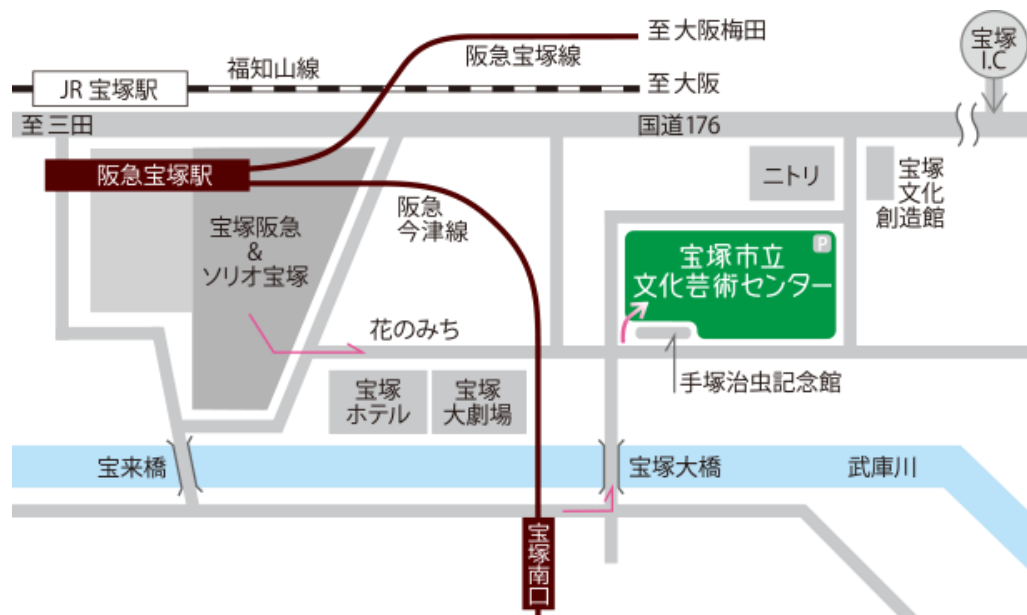 至大阪梅田
阪急宝塚線
宝塚
I.C
福知山線
JR 宝塚駅
至大阪
至三田
国道176
阪急宝塚駅
ニトリ
宝塚
文化
創造館
阪急
今津線
宝塚阪急
&
ソリオ宝塚
P
宝塚市立
文化芸術センター
花のみち
手塚治虫記念館
宝塚
ホテル
宝塚
大劇場
宝来橋
宝塚大橋
武庫川
宝塚南口